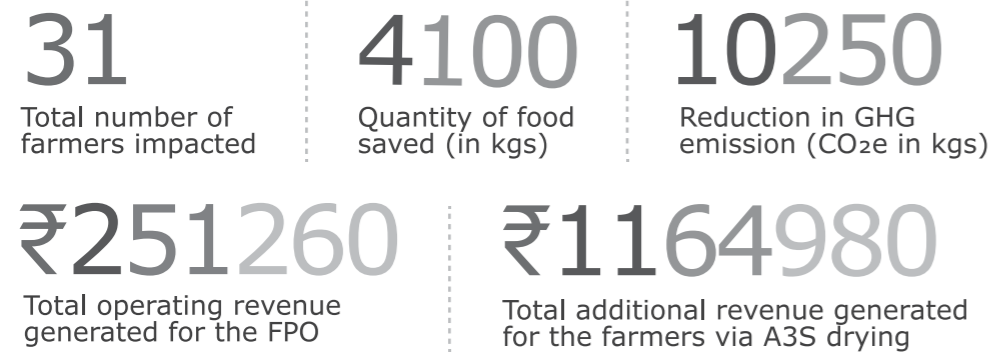 31
Total number of
farmers impacted
4100
Quantity of food
saved (in kgs)
10250
Reduction in GHG
emission (CO₂e in kgs)
₹251260
Total operating revenue
generated for the FPO
₹1164980
Total additional revenue generated
for the farmers via A3S drying